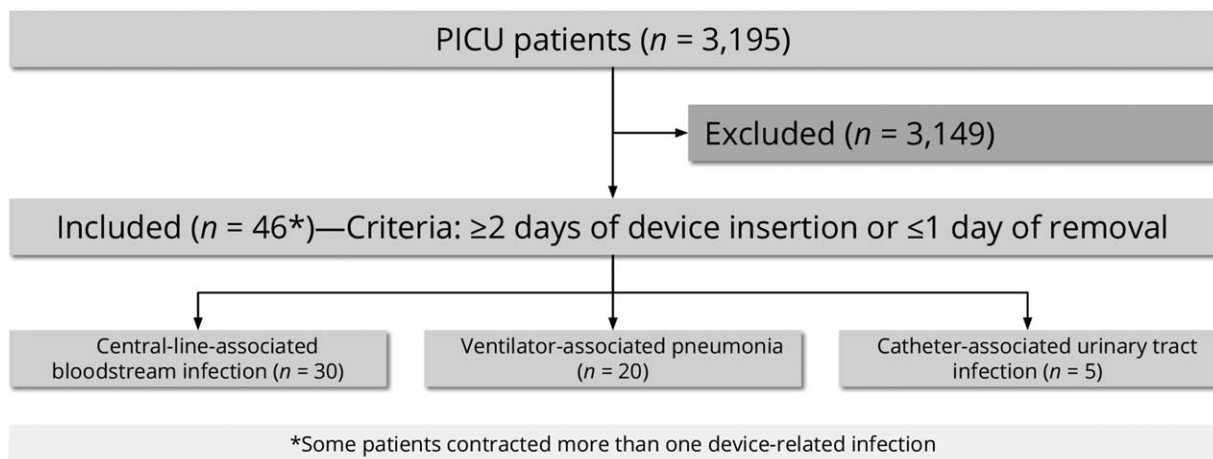 PICU patients (n = 3,195)
Excluded (n = 3,149)
Included (n = 46*)—Criteria: ≥2 days of device insertion or ≤1 day of removal
Central-line-associated
bloodstream infection (n = 30)
Ventilator-associated pneumonia
(n = 20)
Catheter-associated urinary tract
infection (n = 5)
*Some patients contracted more than one device-related infection